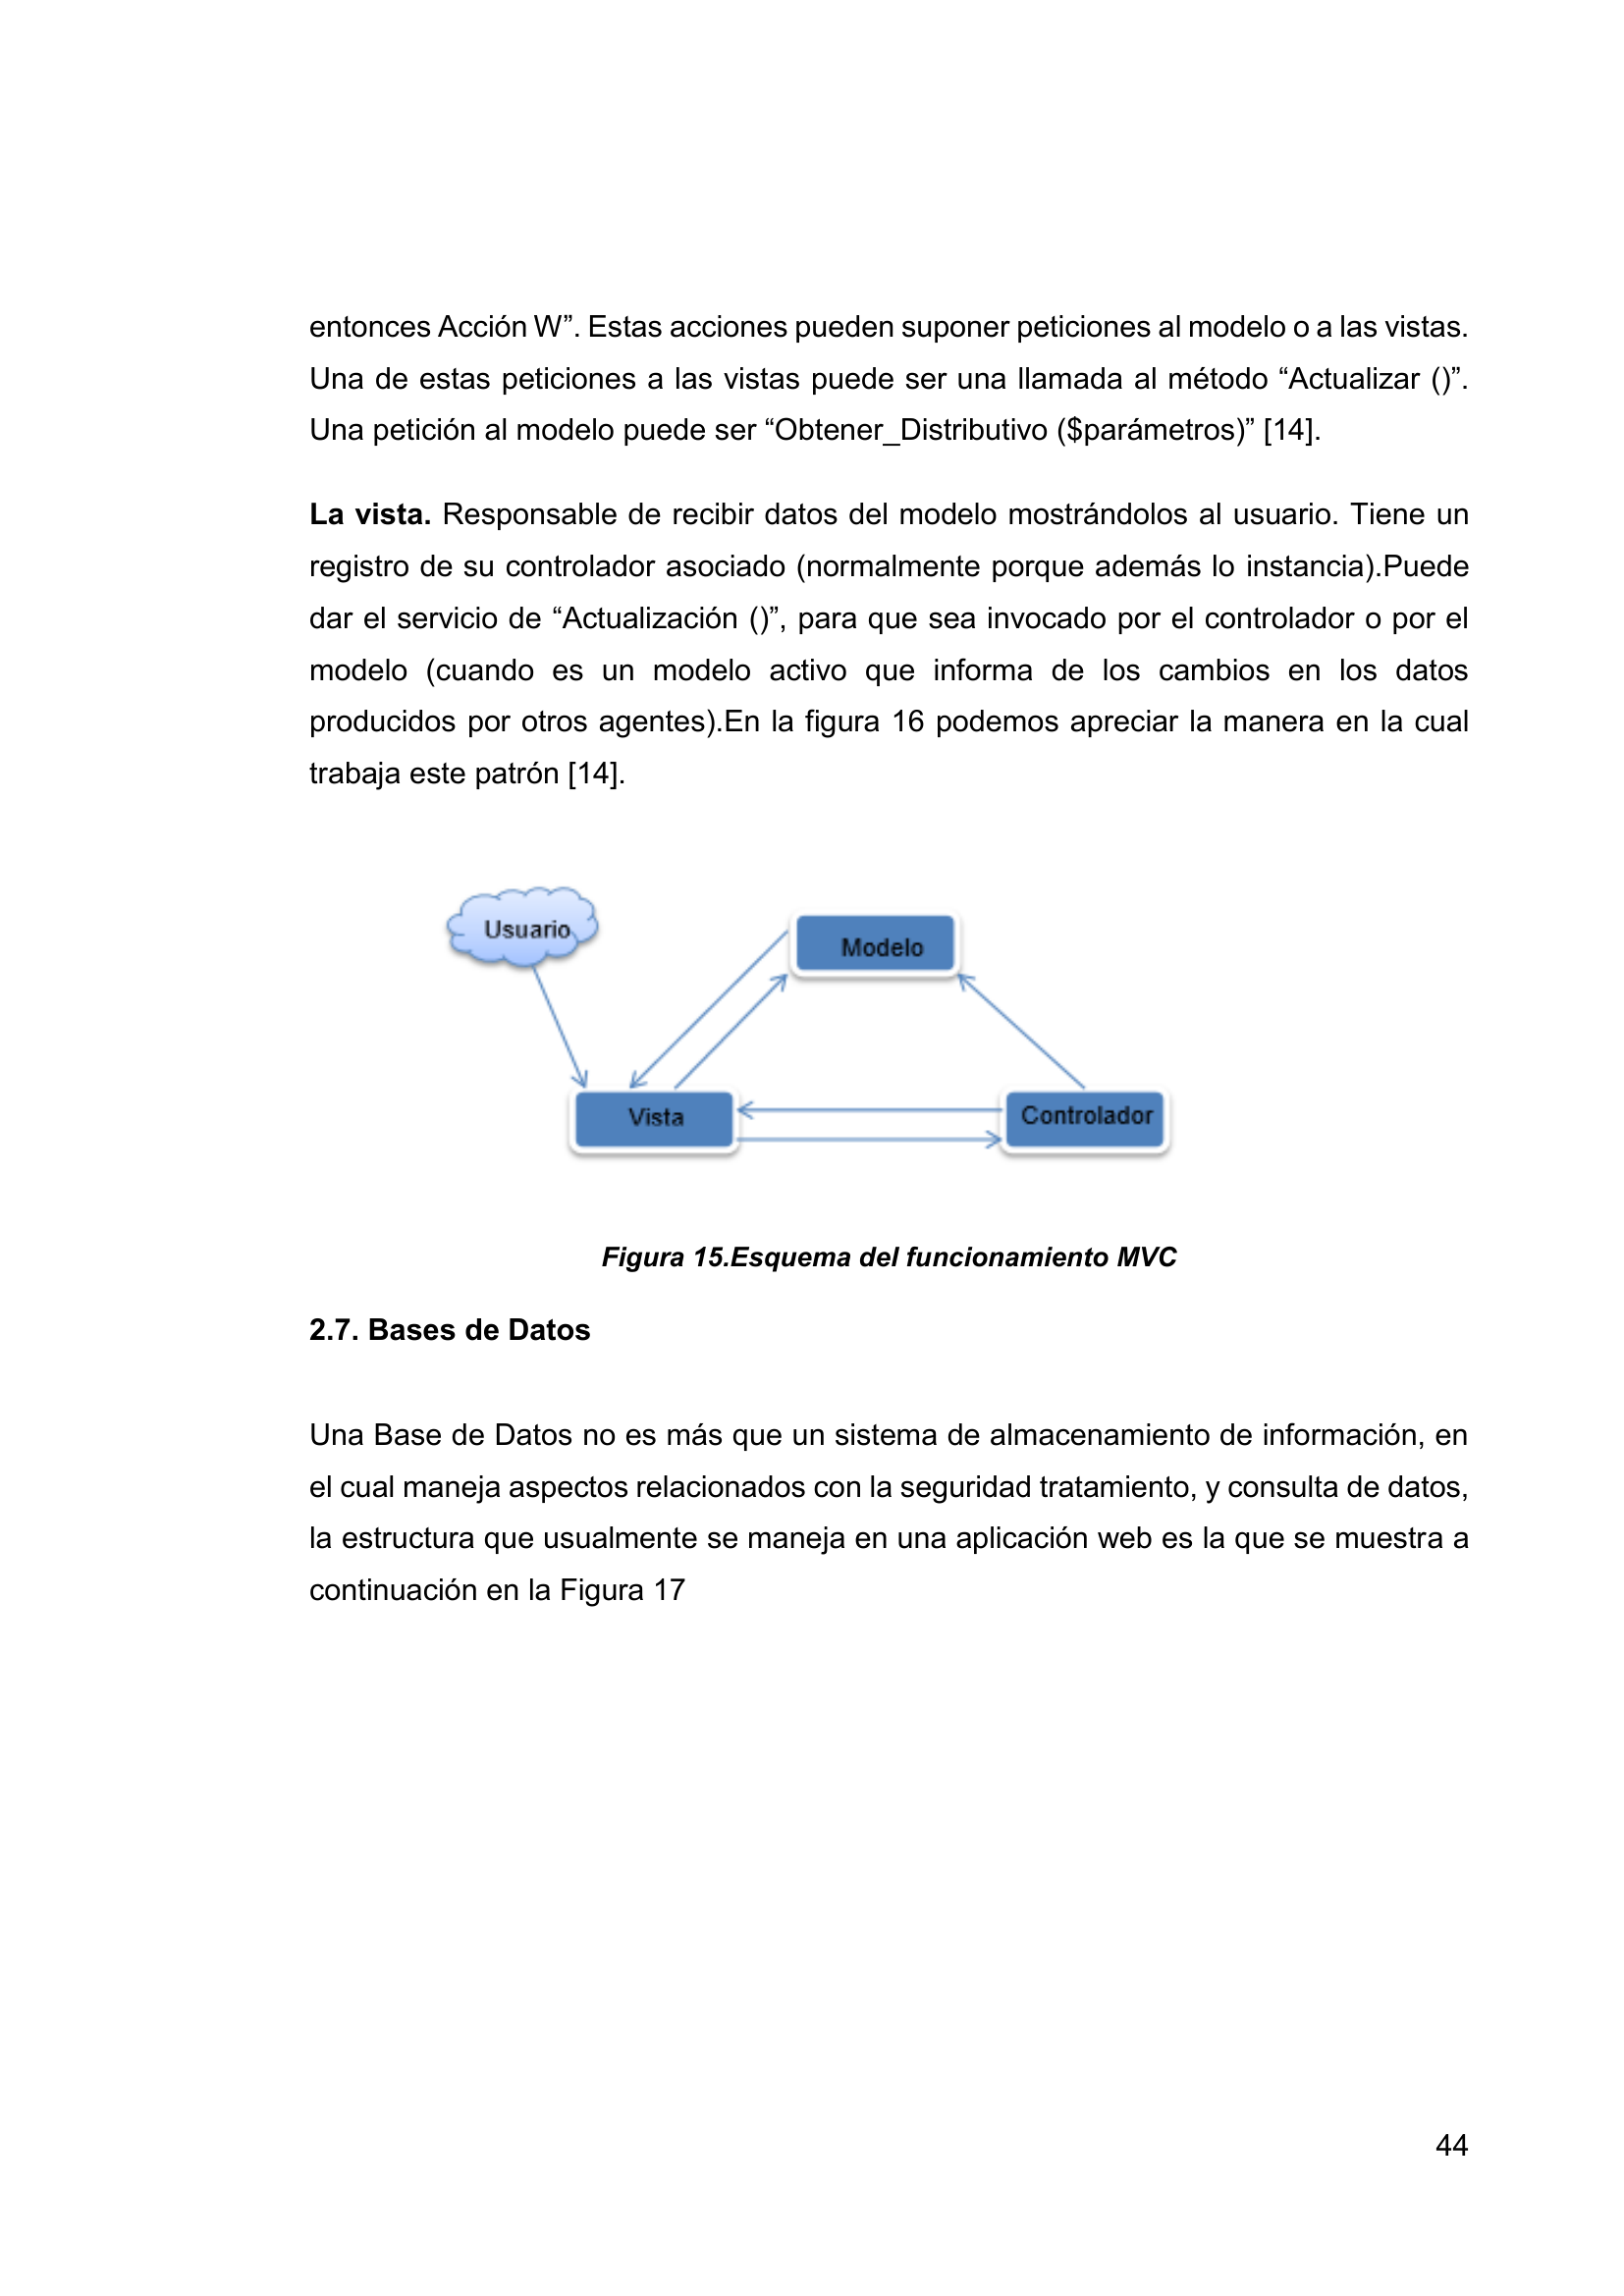 entonces Acción W”. Estas acciones pueden suponer peticiones al modelo o a las vistas.
Una de estas peticiones a las vistas puede ser una llamada al método “Actualizar ()”.
Una petición al modelo puede ser “Obtener_Distributivo ($parámetros)” [14].
La vista. Responsable de recibir datos del modelo mostrándolos al usuario. Tiene un
registro de su controlador asociado (normalmente porque además lo instancia).Puede
dar el servicio de “Actualización ()”, para que sea invocado por el controlador o por el
modelo (cuando es un modelo activo que informa de los cambios en los datos
producidos por otros agentes).En la figura 16 podemos apreciar la manera en la cual
trabaja este patrón [14].
Usuario
Modelo
Vista
Controlador
Figura 15.Esquema del funcionamiento MVC
2.7. Bases de Datos
Una Base de Datos no es más que un sistema de almacenamiento de información, en
el cual maneja aspectos relacionados con la seguridad tratamiento, y consulta de datos,
la estructura que usualmente se maneja en una aplicación web es la que se muestra a
continuación en la Figura 17
44